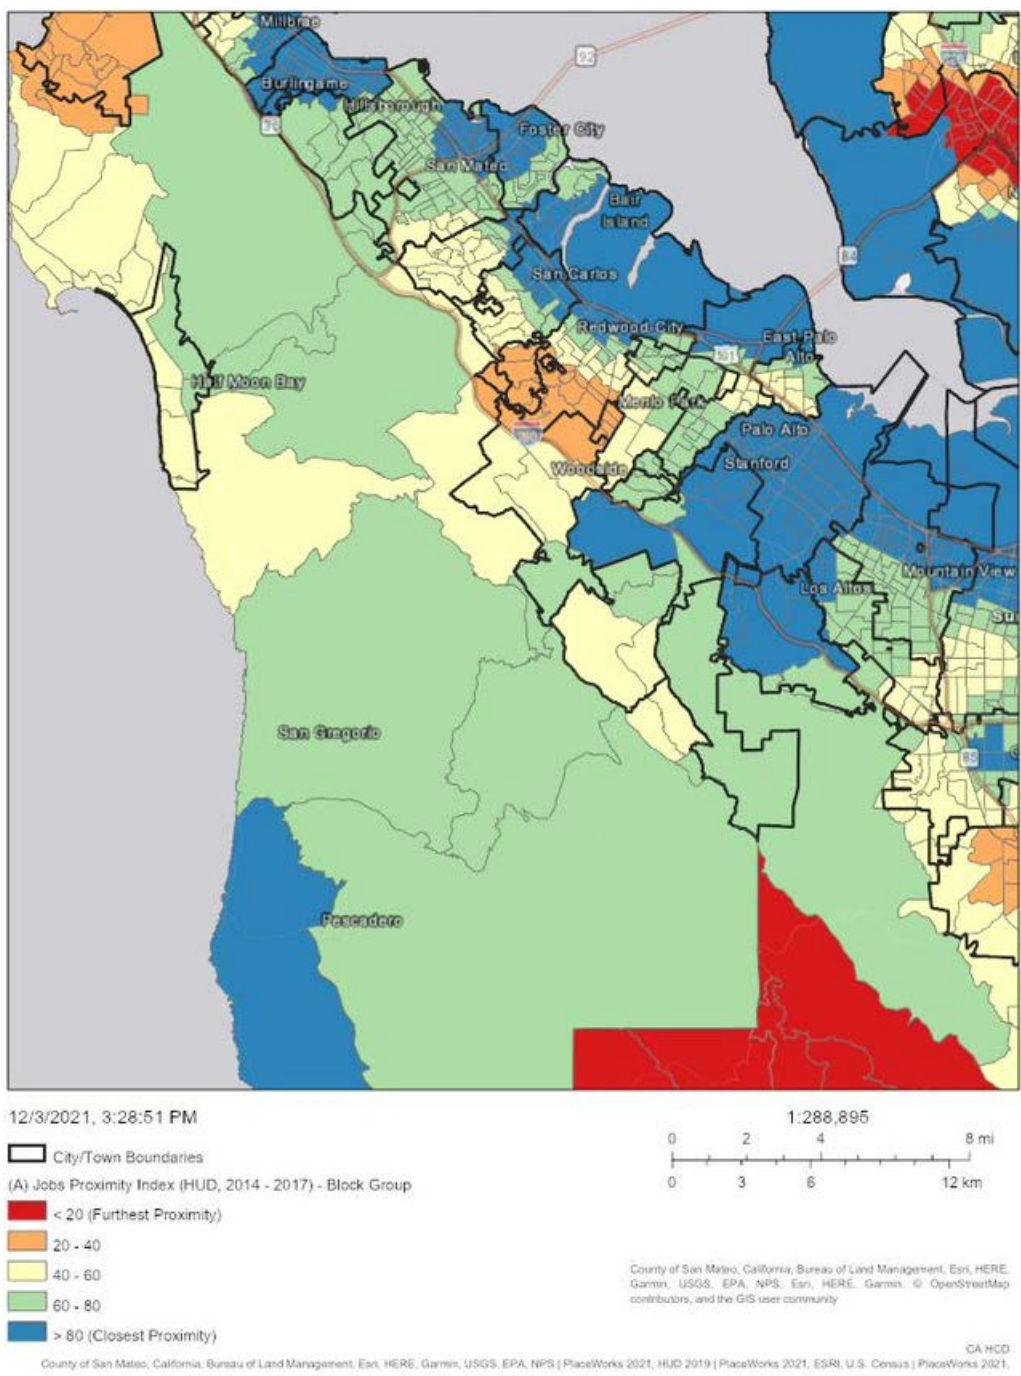 Millbrae
92
Burlingame
Hillsborough
Foster City
San Mateo
Bair
Island
84
San Carlos
Redwood City
East Palo
Alto
101
Half Moon Bay
Menlo Park
280
Palo Alto
Woodside
Stanford
Mountain View
Los Altos
San Gregorio
85
Pescadero
12/3/2021, 3:28:51 PM
1:288,895
0 2 4 8 mi
0 3 6 12 km
City/Town Boundaries
(A) Jobs Proximity Index (HUD, 2014 - 2017) - Block Group
< 20 (Furthest Proximity)
20 - 40
40 - 60
60 - 80
> 80 (Closest Proximity)
County of San Mateo, California, Bureau of Land Management, Esri, HERE,
Garmin, USGS, EPA, NPS, Esri, HERE, Garmin, © OpenStreetMap
contributors, and the GIS user community
CA HCD
County of San Mateo, California, Bureau of Land Management, Esri, HERE, Garmin, USGS, EPA, NPS | PlaceWorks 2021, HUD 2019 | PlaceWorks 2021, ESRI, U.S. Census | PlaceWorks 2021,